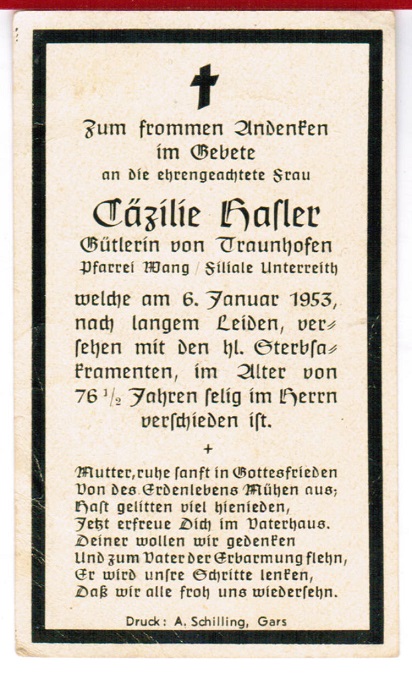 Zum frommen Andenken
im Gebete
an die ehrengeachtete Frau
Cäzilie Hasler
Gütlerin von Traunhofen
Pfarrei Wang / Filiale Unterreith
welche am 6. Januar 1953,
nach langem Leiden, ver-
sehen mit den hl. Sterbsa-
kramenten, im Alter von
76 1/2 Jahren selig im Herrn
verschieden ist.
+
Mutter, ruhe sanft in Gottesfrieden
Von des Erdenlebens Mühen aus;
Hast gelitten viel hienieden,
Jetzt erfreue Dich im Vaterhaus.
Deiner wollen wir gedenken
Und zum Vater der Erbarmung flehn,
Er wird unsre Schritte lenken,
Daß wir alle froh uns wiedersehn.
Druck: A. Schilling, Gars